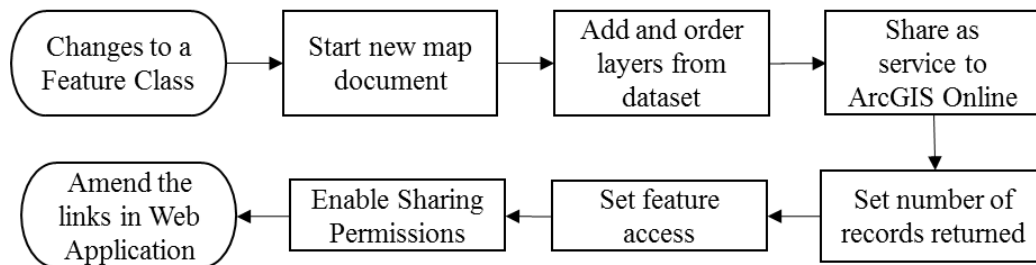 Changes to a
Feature Class
Start new map
document
Add and order
layers from
dataset
Share as
service to
ArcGIS Online
Set number of
records returned
Set feature
access
Enable Sharing
Permissions
Amend the
links in Web
Application